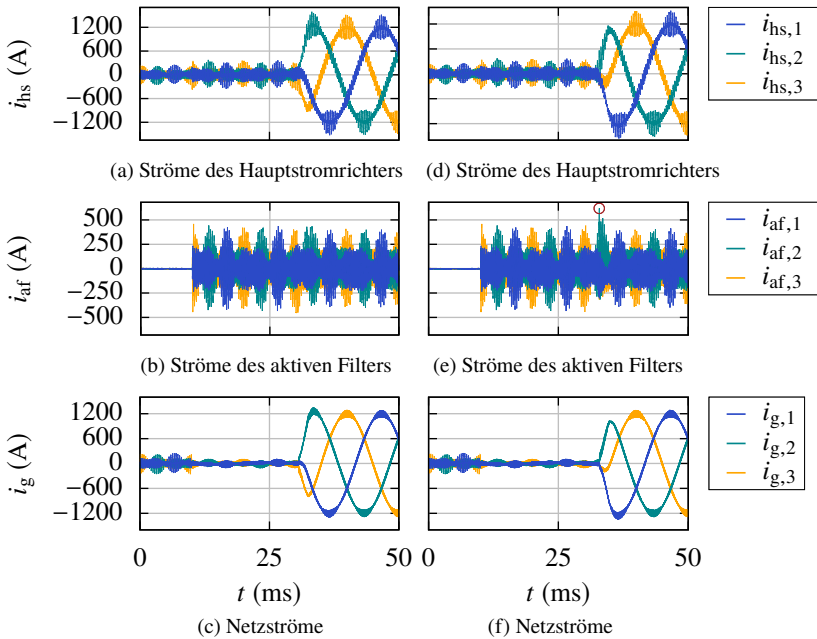 1200
600
0
−600
−1200
i_hs (A)
i_hs,1
i_hs,2
i_hs,3
(a) Ströme des Hauptstromrichters
(d) Ströme des Hauptstromrichters
500
250
0
−250
−500
i_af (A)
i_af,1
i_af,2
i_af,3
(b) Ströme des aktiven Filters
(e) Ströme des aktiven Filters
1200
600
0
−600
−1200
i_g (A)
i_g,1
i_g,2
i_g,3
0 25 50 0 25 50
t (ms) t (ms)
(c) Netzströme
(f) Netzströme